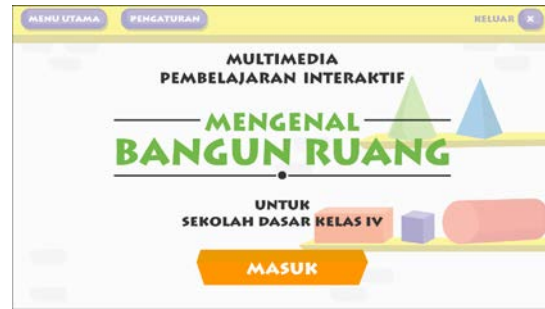 MENU UTAMA
PENGATURAN
KELUAR X
MULTIMEDIA
PEMBELAJARAN INTERAKTIF
MENGENAL
BANGUN RUANG
UNTUK
SEKOLAH DASAR KELAS IV
MASUK